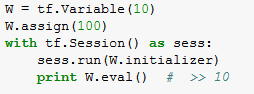 W = tf.Variable(10)
W.assign(100)
with tf.Session() as sess:
    sess.run(W.initializer)
    print W.eval()  # >> 10